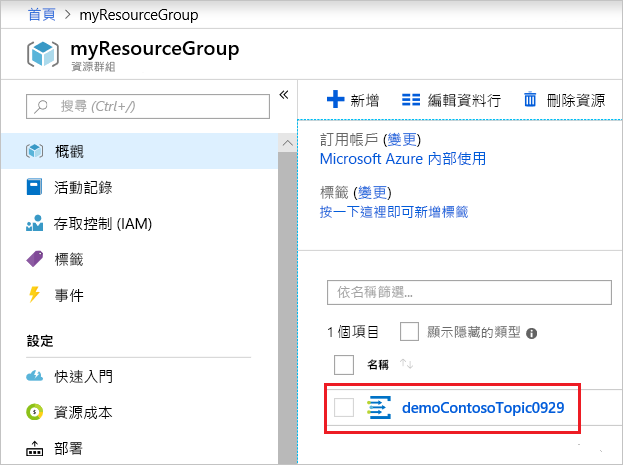 首頁 > myResourceGroup
myResourceGroup
資源群組
搜尋 (Ctrl+/)
«
概觀
活動記錄
存取控制 (IAM)
標籤
事件
設定
快速入門
資源成本
部署
新增 編輯資料行 刪除資源
訂用帳戶 (變更)
Microsoft Azure 內部使用
標籤 (變更)
按一下這裡即可新增標籤
依名稱篩選...
1 個項目 顯示隱藏的類型
名稱 ↑↓
demoContosoTopic0929